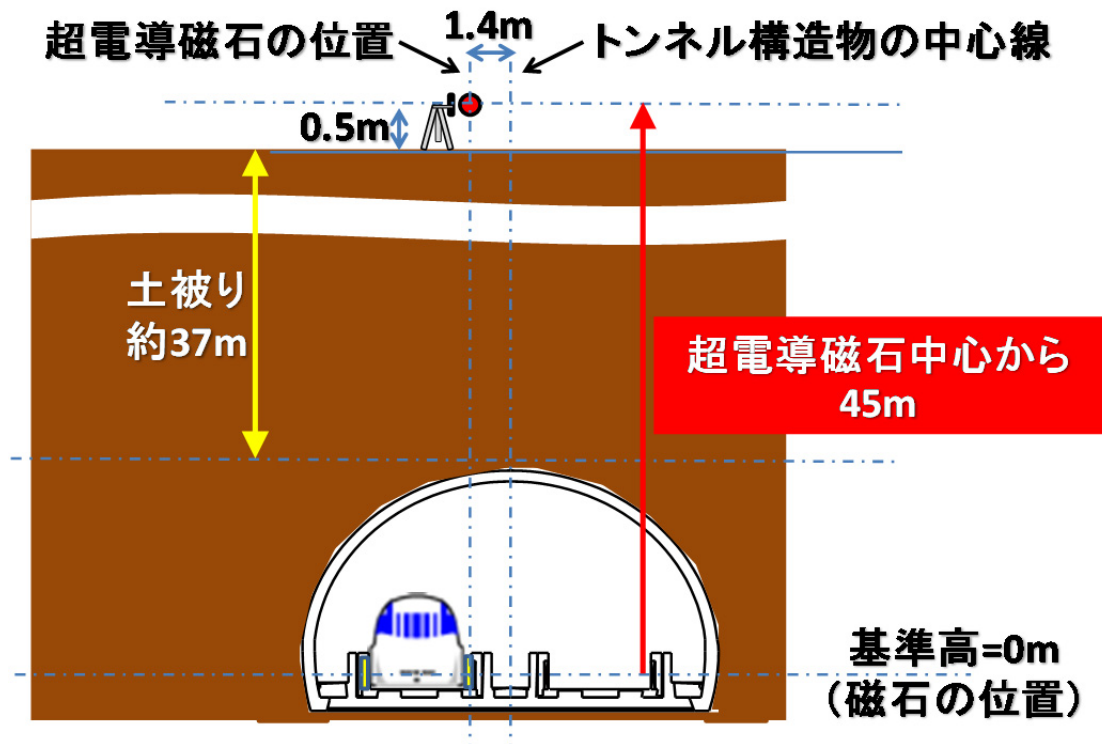 超電導磁石の位置
1.4m
トンネル構造物の中心線
0.5m
土被り
約37m
超電導磁石中心から
45m
基準高=0m
(磁石の位置)